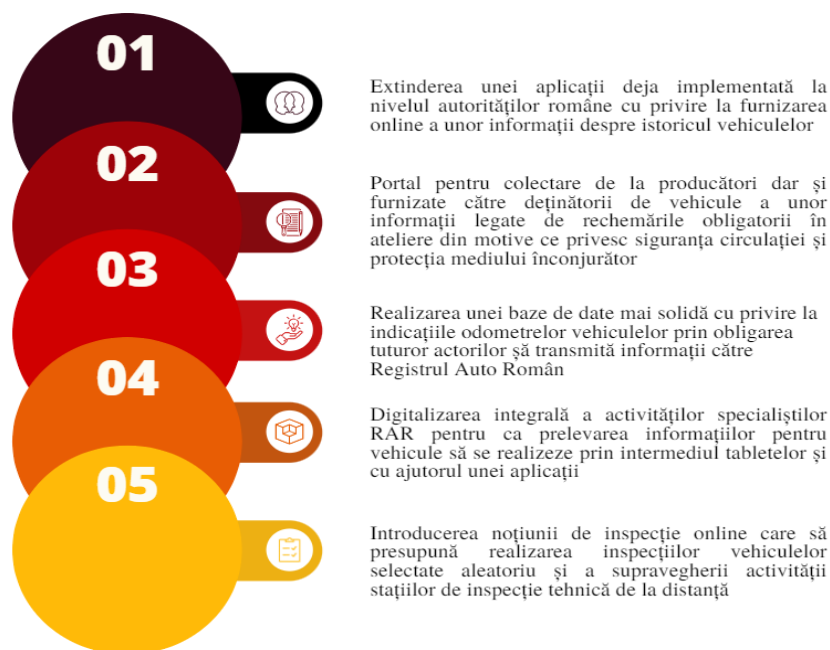 01
Extinderea unei aplicații deja implementată la
nivelul autorităților române cu privire la furnizarea
online a unor informații despre istoricul vehiculelor
02
Portal pentru colectare de la producători dar și
furnizate către deținătorii de vehicule a unor
informații legate de rechemările obligatorii în
ateliere din motive ce privesc siguranța circulației și
protecția mediului înconjurător
03
Realizarea unei baze de date mai solidă cu privire la
indicațiile odometrelor vehiculelor prin obligarea
tuturor actorilor să transmită informații către
Registrul Auto Român
04
Digitalizarea integrală a activităților specialiștilor
RAR pentru ca prelevarea informațiilor pentru
vehicule să se realizeze prin intermediul tabletelor și
cu ajutorul unei aplicații
05
Introducerea noțiunii de inspecție online care să
presupună realizarea inspecțiilor vehiculelor
selectate aleatoriu și a supravegherii activității
stațiilor de inspecție tehnică de la distanță